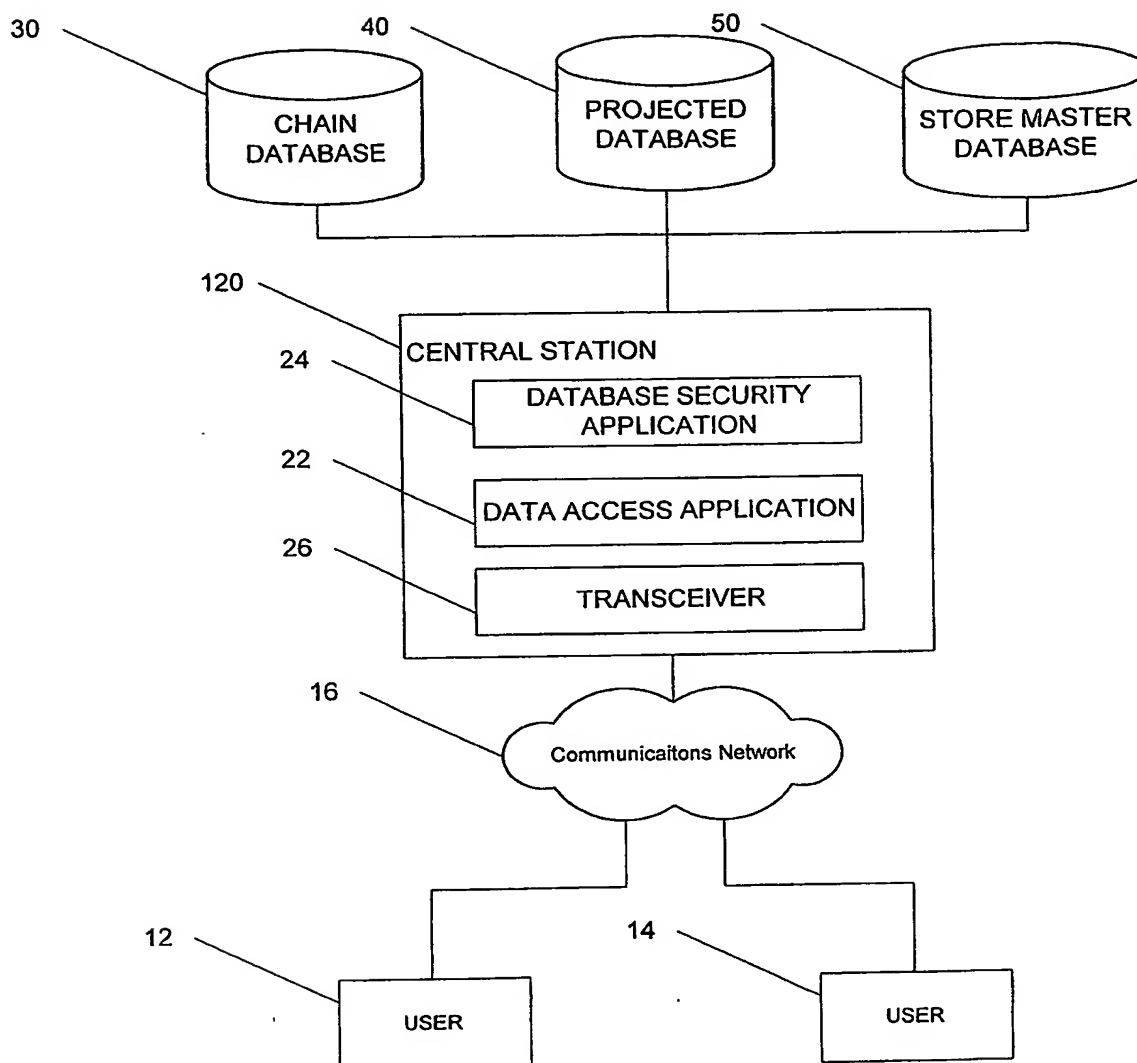 30
40
50
CHAIN
DATABASE
PROJECTED
DATABASE
STORE MASTER
DATABASE
120
CENTRAL STATION
24
DATABASE SECURITY
APPLICATION
22
DATA ACCESS APPLICATION
26
TRANSCEIVER
16
Communicaitons Network
12
14
USER
USER